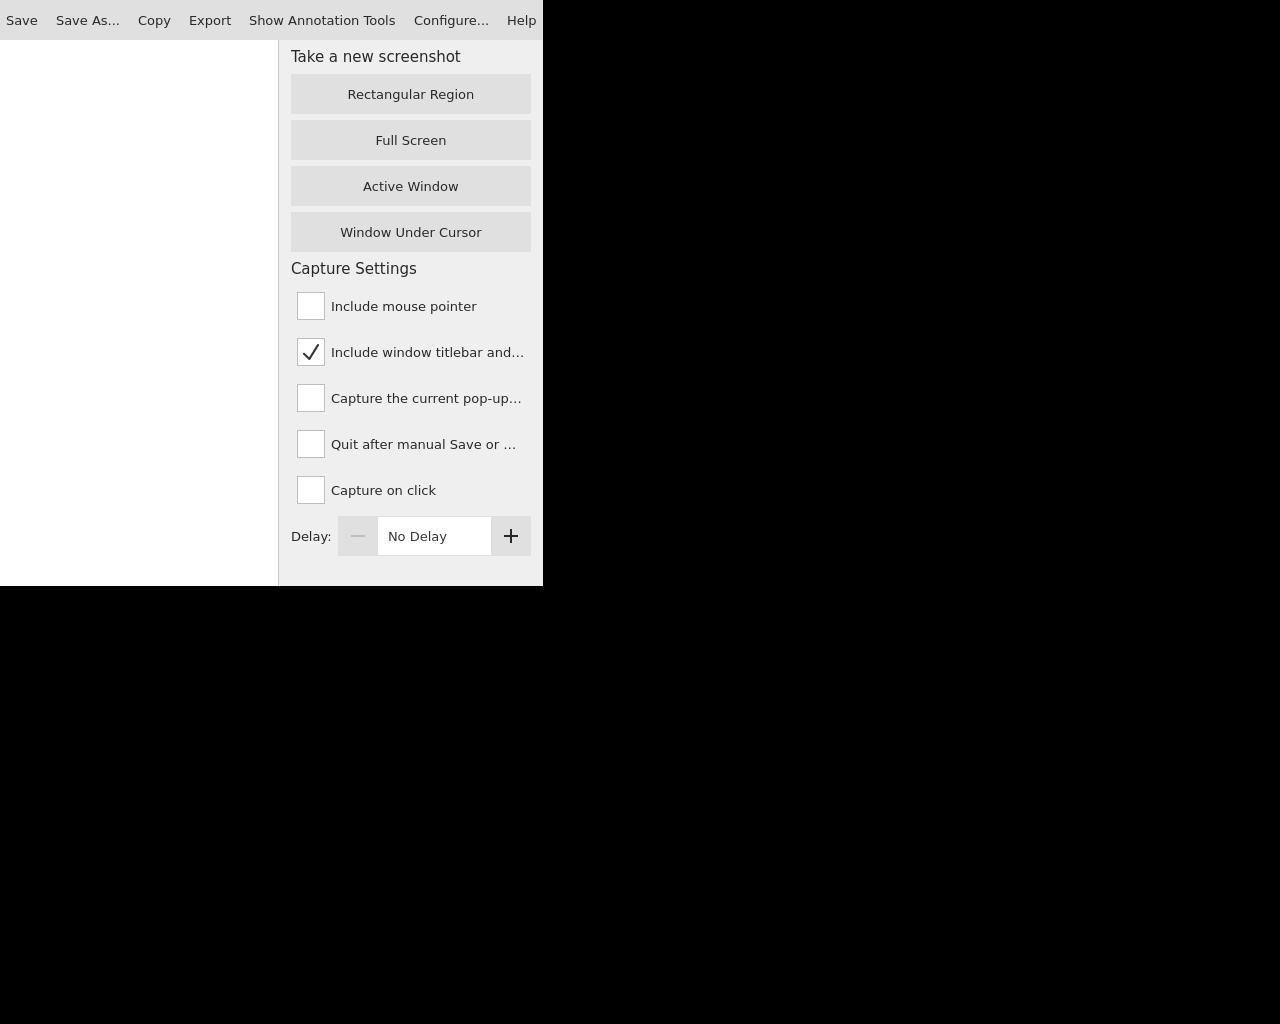 Save Save As... Copy Export Show Annotation Tools Configure... Help
Take a new screenshot
Rectangular Region
Full Screen
Active Window
Window Under Cursor
Capture Settings
Include mouse pointer
Include window titlebar and...
Capture the current pop-up...
Quit after manual Save or ...
Capture on click
Delay: No Delay